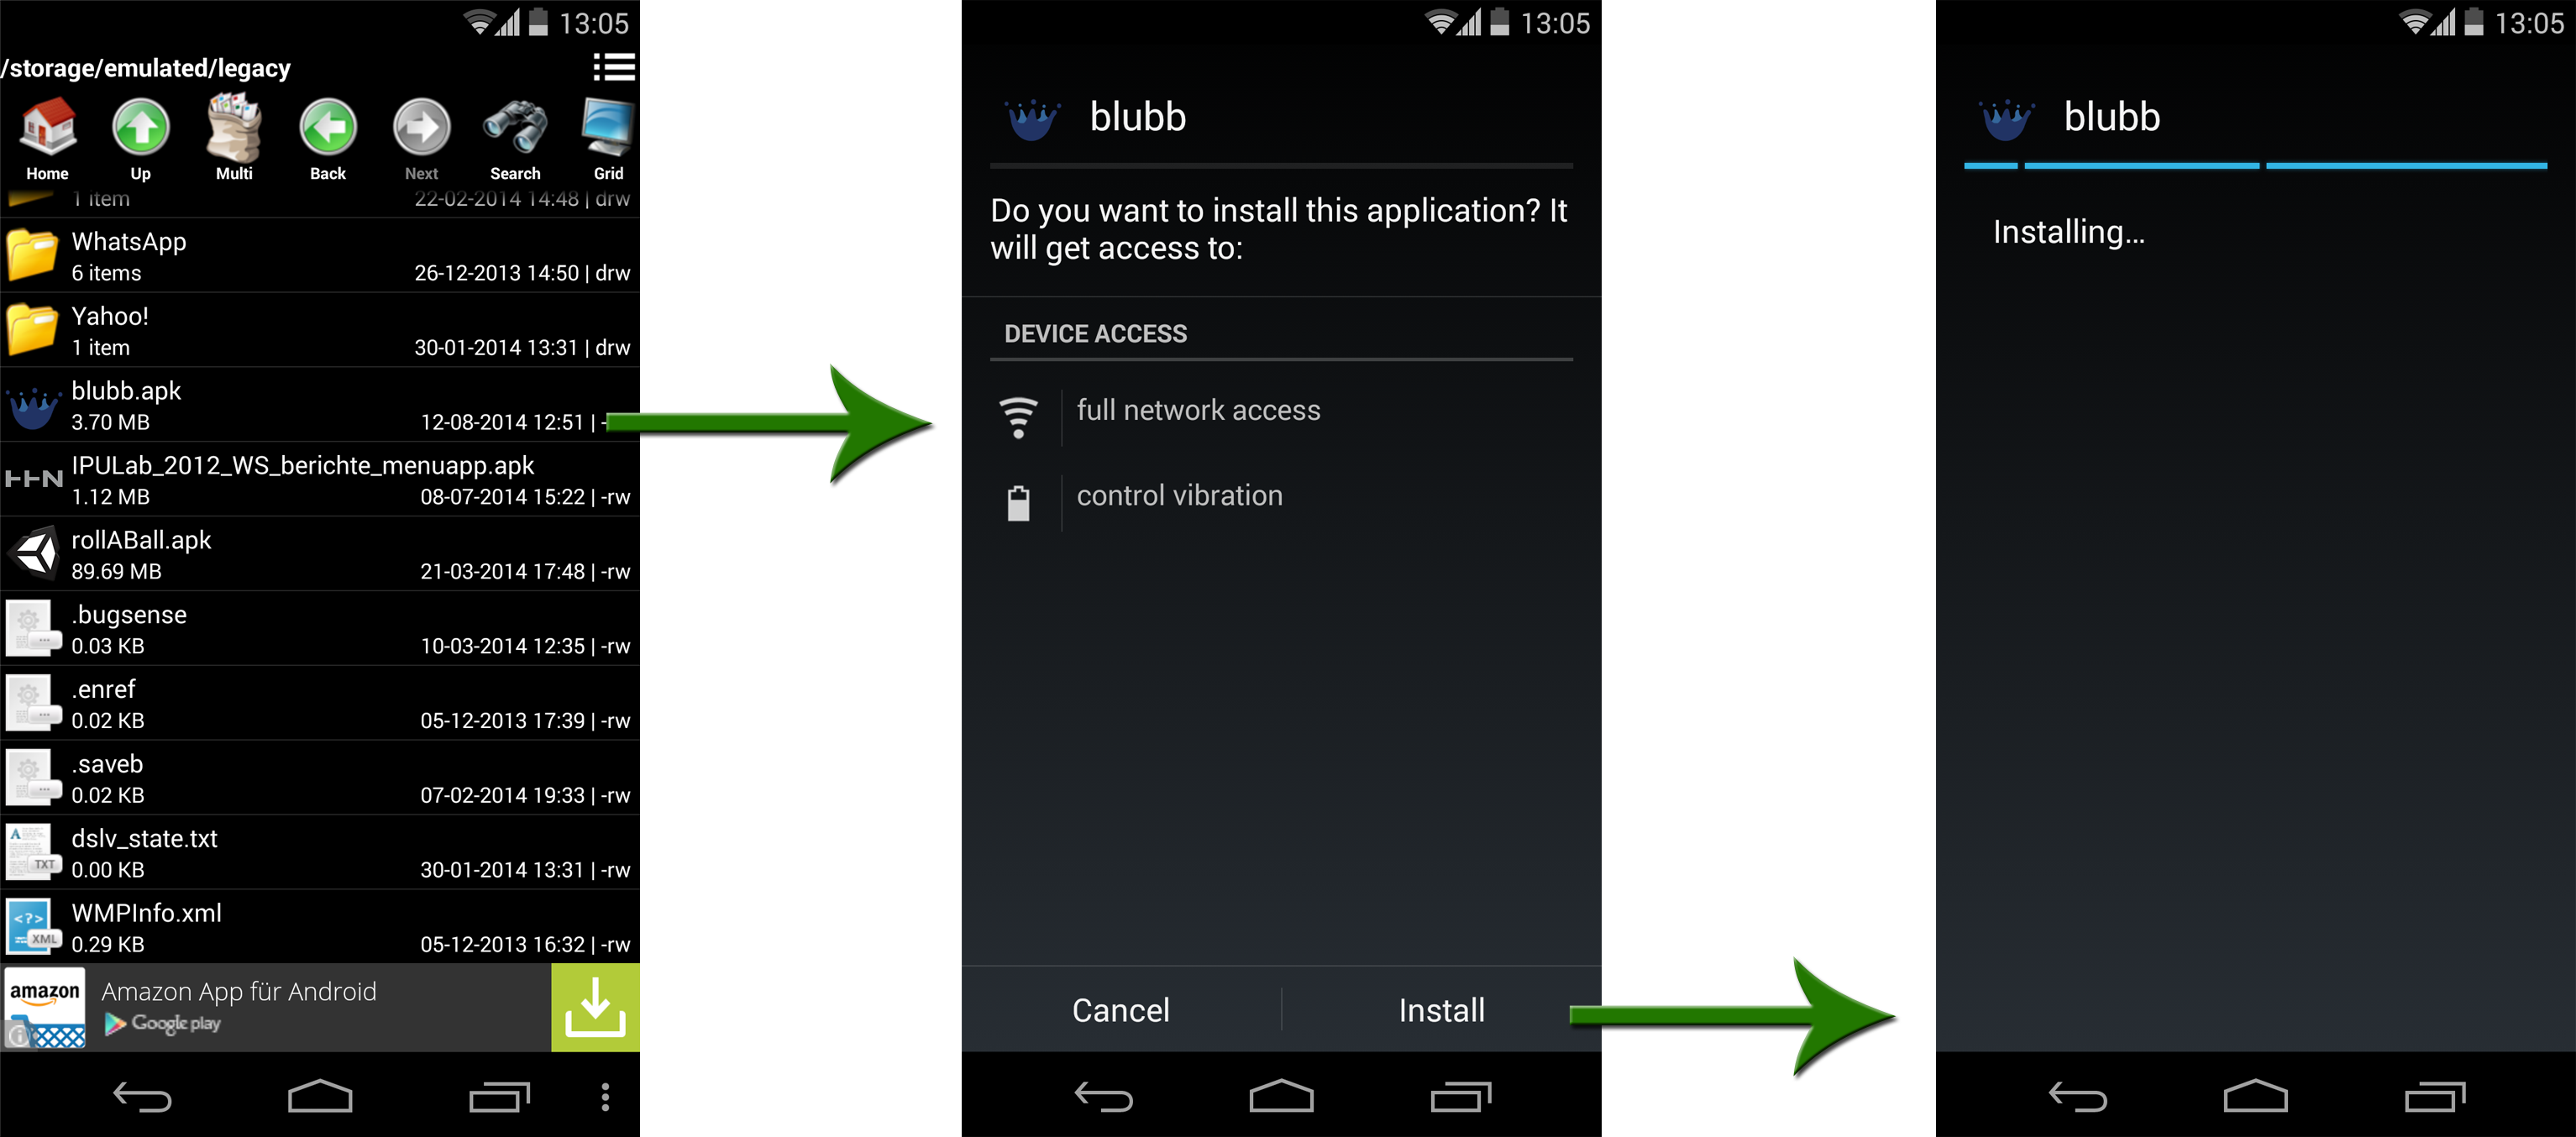 13:05
/storage/emulated/legacy
Home Up Multi Back Next Search Grid
1 item 22-02-2014 14:48 | drw
WhatsApp
6 items 26-12-2013 14:50 | drw
Yahoo!
1 item 30-01-2014 13:31 | drw
blubb.apk
3.70 MB 12-08-2014 12:51 | -
IPULab_2012_WS_berichte_menuapp.apk
1.12 MB 08-07-2014 15:22 | -rw
rollABall.apk
89.69 MB 21-03-2014 17:48 | -rw
.bugsense
0.03 KB 10-03-2014 12:35 | -rw
.enref
0.02 KB 05-12-2013 17:39 | -rw
.saveb
0.02 KB 07-02-2014 19:33 | -rw
dslv_state.txt
TXT
0.00 KB 30-01-2014 13:31 | -rw
WMPInfo.xml
<?>
XML
0.29 KB 05-12-2013 16:32 | -rw
amazon
Amazon App für Android
Google play
13:05
blubb
Do you want to install this application? It
will get access to:
DEVICE ACCESS
full network access
control vibration
Cancel Install
13:05
blubb
Installing...